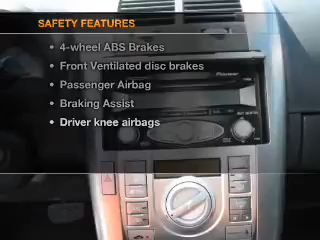 SAFETY FEATURES
• 4-wheel ABS Brakes
• Front Ventilated disc brakes
• Passenger Airbag
• Braking Assist
• Driver knee airbags
Pioneer